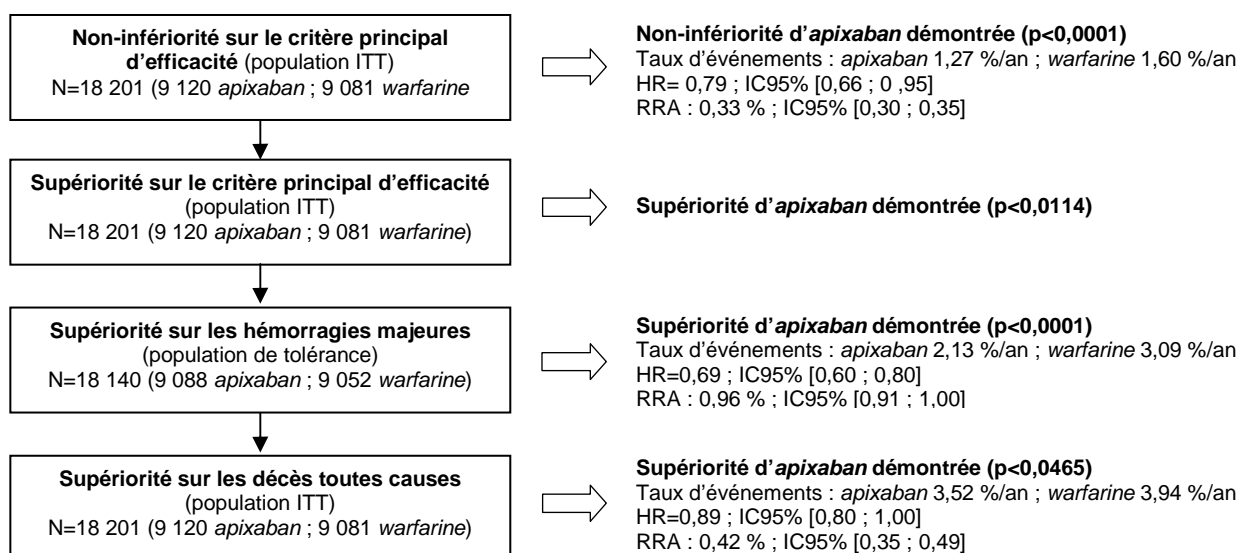 Non-infériorité sur le critère principal
d'efficacité (population ITT)
N=18 201 (9 120 apixaban ; 9 081 warfarine
Non-infériorité d'apixaban démontrée (p<0,0001)
Taux d'événements : apixaban 1,27 %/an ; warfarine 1,60 %/an
HR= 0,79 ; IC95% [0,66 ; 0 ,95]
RRA : 0,33 % ; IC95% [0,30 ; 0,35]
Supériorité sur le critère principal d'efficacité
(population ITT)
N=18 201 (9 120 apixaban ; 9 081 warfarine)
Supériorité d'apixaban démontrée (p<0,0114)
Supériorité sur les hémorragies majeures
(population de tolérance)
N=18 140 (9 088 apixaban ; 9 052 warfarine)
Supériorité d'apixaban démontrée (p<0,0001)
Taux d'événements : apixaban 2,13 %/an ; warfarine 3,09 %/an
HR=0,69 ; IC95% [0,60 ; 0,80]
RRA : 0,96 % ; IC95% [0,91 ; 1,00]
Supériorité sur les décès toutes causes
(population ITT)
N=18 201 (9 120 apixaban ; 9 081 warfarine)
Supériorité d'apixaban démontrée (p<0,0465)
Taux d'événements : apixaban 3,52 %/an ; warfarine 3,94 %/an
HR=0,89 ; IC95% [0,80 ; 1,00]
RRA : 0,42 % ; IC95% [0,35 ; 0,49]